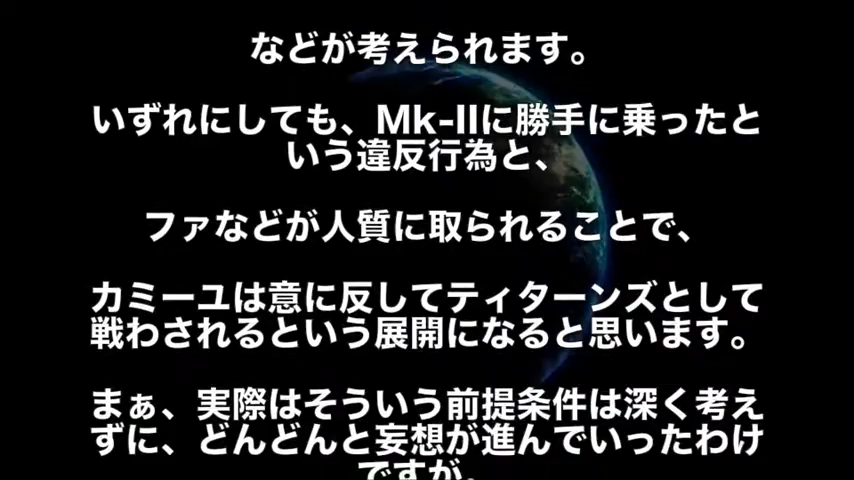 などが考えられます。
いずれにしても、Mk-IIに勝手に乗ったと
いう違反行為と、
ファなどが人質に取られることで、
カミーユは意に反してティターンズとして
戦わされるという展開になると思います。
まぁ、実際はそういう前提条件は深く考え
ずに、どんどんと妄想が進んでいったわけ
ですが、